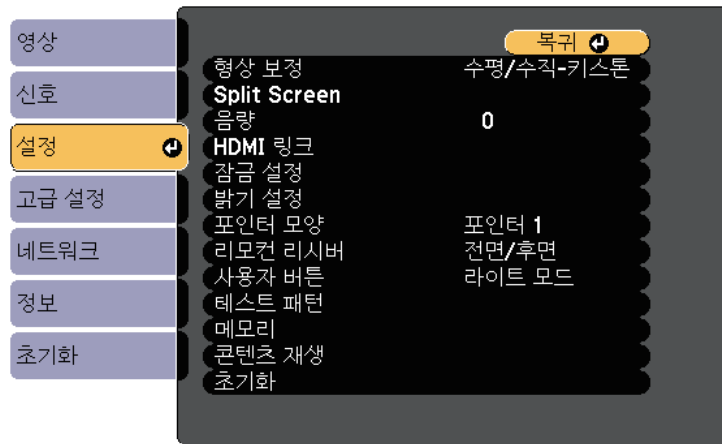 영상
신호
설정
고급 설정
네트워크
정보
초기화
복귀
형상 보정 수평/수직-키스톤
Split Screen
음량 0
HDMI 링크
잠금 설정
밝기 설정
포인터 모양 포인터 1
리모컨 리시버 전면/후면
사용자 버튼 라이트 모드
테스트 패턴
메모리
콘텐츠 재생
초기화